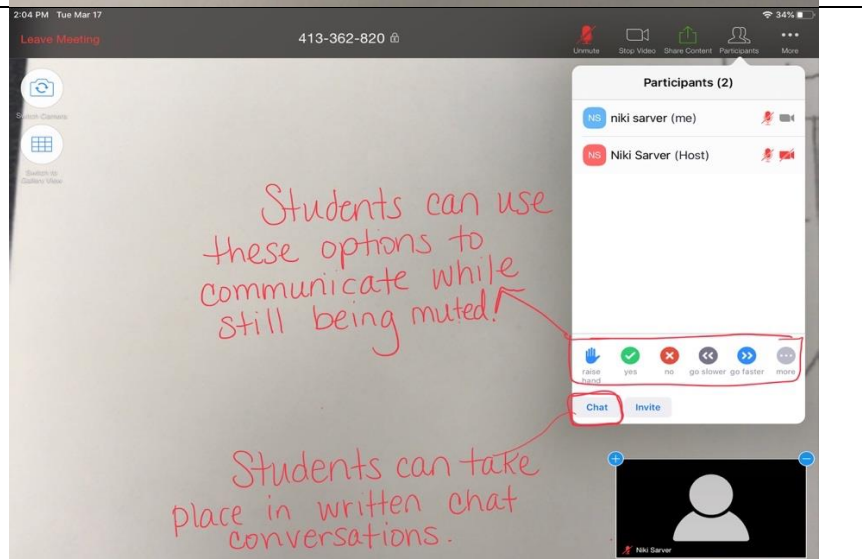 2:04 PM Tue Mar 17
34%
Leave Meeting
413-362-820
Unmute
Stop Video
Share Content
Participants
More
Switch Camera
Switch to
Gallery View
Participants (2)
NS niki sarver (me)
NS Niki Sarver (Host)
Students can use
these options to
communicate while
still being muted!
raise
hand
yes
no
go slower
go faster
more
Chat
Invite
Students can take
place in written chat
conversations.
Niki Sarver